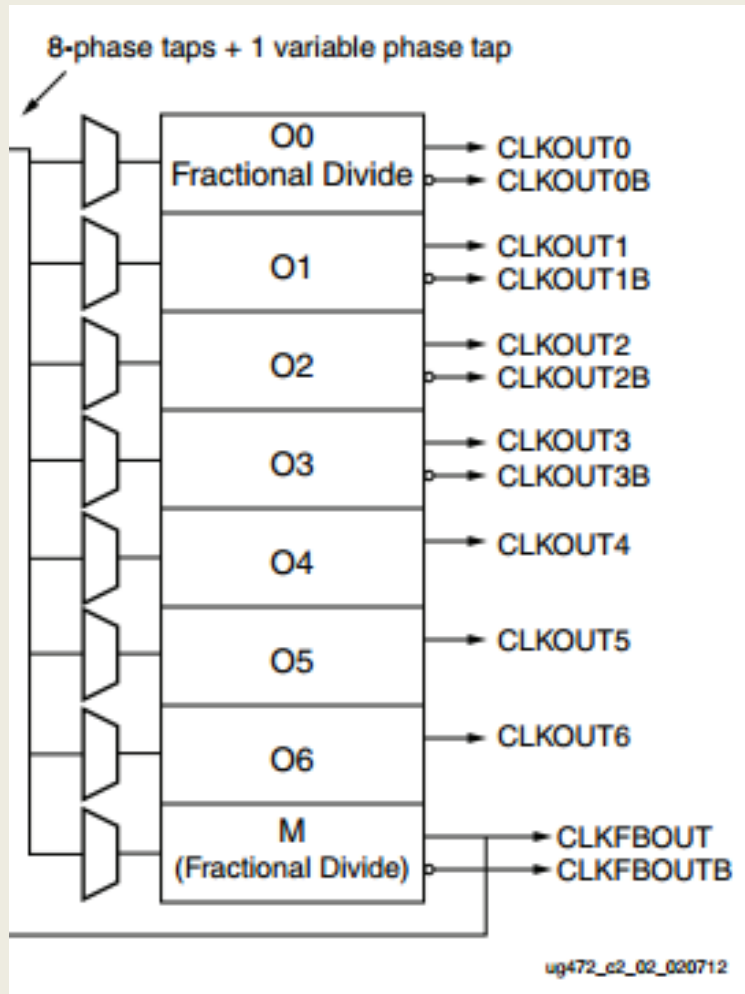 8-phase taps + 1 variable phase tap
O0
Fractional Divide
CLKOUT0
CLKOUT0B
O1
CLKOUT1
CLKOUT1B
O2
CLKOUT2
CLKOUT2B
O3
CLKOUT3
CLKOUT3B
O4
CLKOUT4
O5
CLKOUT5
O6
CLKOUT6
M
(Fractional Divide)
CLKFBOUT
CLKFBOUTB
ug472_c2_02_020712